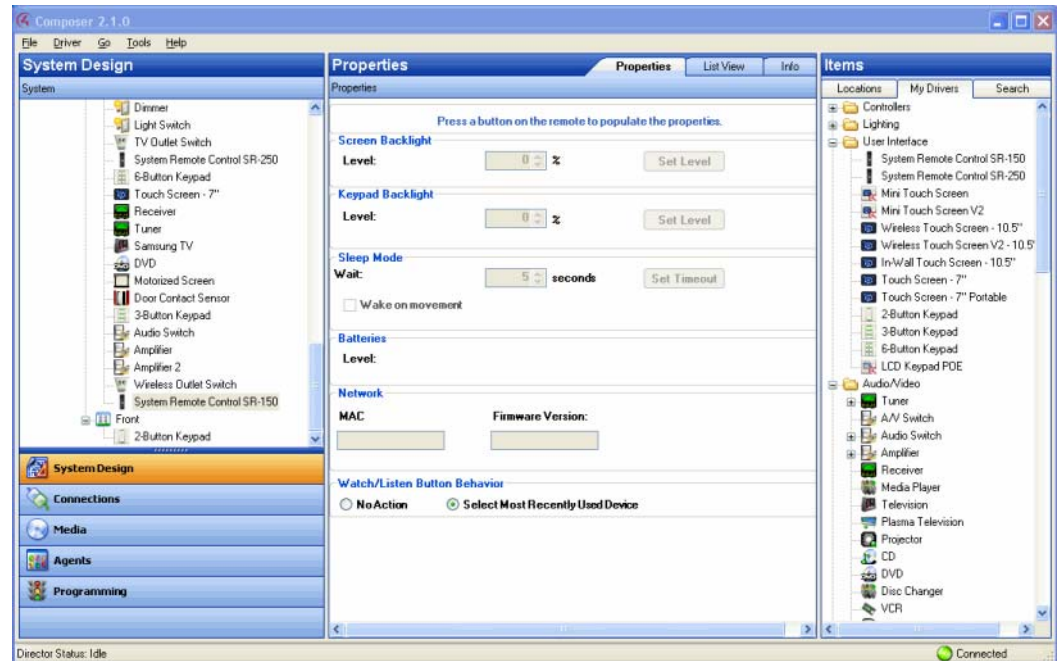 Composer 2.1.0
File Driver Go Tools Help
System Design
System
Dimmer
Light Switch
TV Outlet Switch
System Remote Control SR-250
6-Button Keypad
Touch Screen - 7"
Receiver
Tuner
Samsung TV
DVD
Motorized Screen
Door Contact Sensor
3-Button Keypad
Audio Switch
Amplifier
Amplifier 2
Wireless Outlet Switch
System Remote Control SR-150
Front
2-Button Keypad
System Design
Connections
Media
Agents
Programming
Properties
Properties List View Info
Properties
Press a button on the remote to populate the properties.
Screen Backlight
Level: 0 % Set Level
Keypad Backlight
Level: 0 % Set Level
Sleep Mode
Wait: 5 seconds Set Timeout
Wake on movement
Batteries
Level:
Network
MAC Firmware Version:
Watch/Listen Button Behavior
No Action Select Most Recently Used Device
Items
Locations My Drivers Search
Controllers
Lighting
User Interface
System Remote Control SR-150
System Remote Control SR-250
Mini Touch Screen
Mini Touch Screen V2
Wireless Touch Screen - 10.5"
Wireless Touch Screen V2 - 10.5"
In-Wall Touch Screen - 10.5"
Touch Screen - 7"
Touch Screen - 7" Portable
2-Button Keypad
3-Button Keypad
6-Button Keypad
LCD Keypad POE
Audio/Video
Tuner
A/V Switch
Audio Switch
Amplifier
Receiver
Media Player
Television
Plasma Television
Projector
CD
DVD
Disc Changer
VCR
Director Status: Idle
Connected